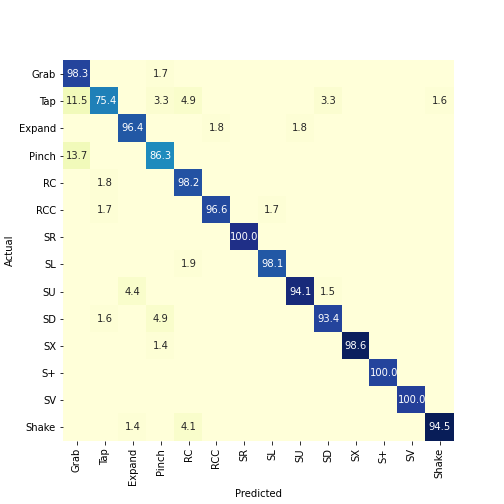 Grab 98.3 1.7
Tap 11.5 75.4 3.3 4.9 3.3 1.6
Expand 96.4 1.8 1.8
Pinch 13.7 86.3
RC 1.8 98.2
RCC 1.7 96.6 1.7
SR 100.0
SL 1.9 98.1
SU 4.4 94.1 1.5
SD 1.6 4.9 93.4
SX 1.4 98.6
S+ 100.0
SV 100.0
Shake 1.4 4.1 94.5
Actual
Grab Tap Expand Pinch RC RCC SR SL SU SD SX S+ SV Shake
Predicted